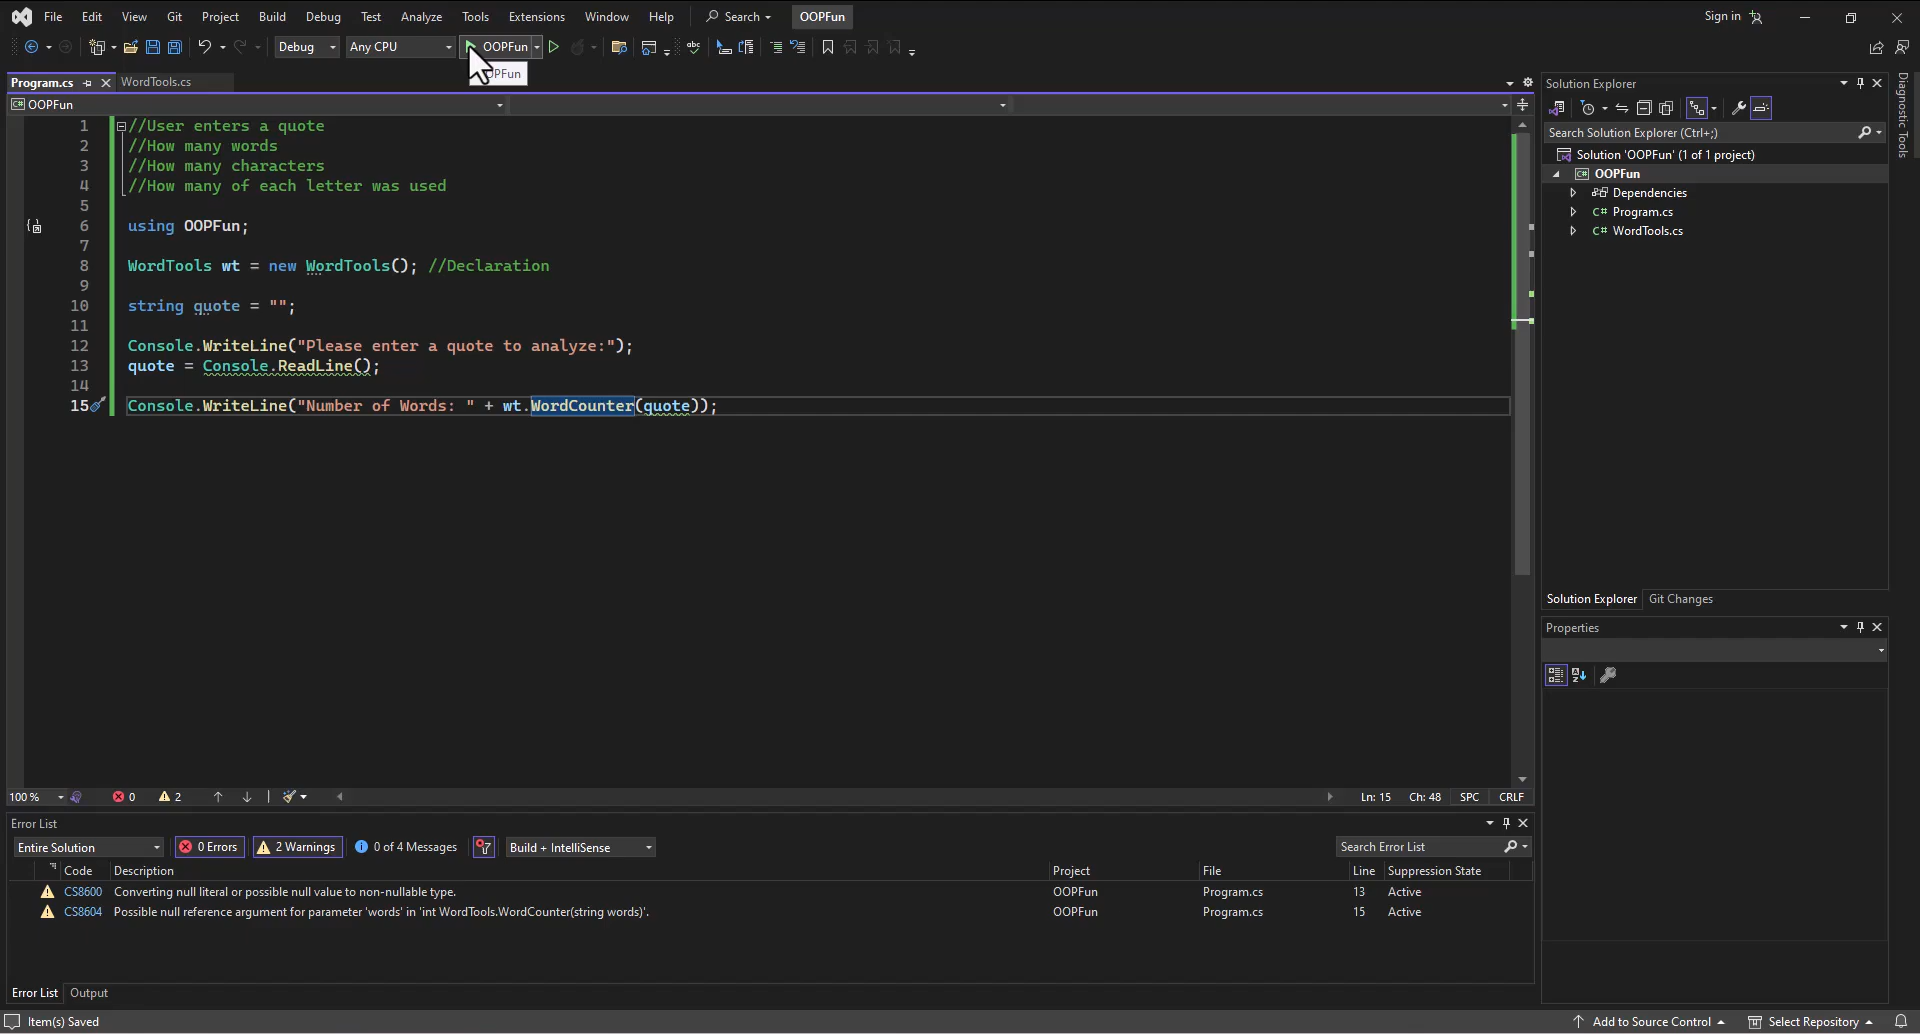 File Edit View Git Project Build Debug Test Analyze Tools Extensions Window Help Search OOPFun Sign in
Debug Any CPU OOPFun
OOPFun
Program.cs WordTools.cs
OOPFun
1 //User enters a quote
2 //How many words
3 //How many characters
4 //How many of each letter was used
5
6 using OOPFun;
7
8 WordTools wt = new WordTools(); //Declaration
9
10 string quote = "";
11
12 Console.WriteLine("Please enter a quote to analyze:");
13 quote = Console.ReadLine();
14
15 Console.WriteLine("Number of Words: " + wt.WordCounter(quote));
100 % 0 2 Ln: 15 Ch: 48 SPC CRLF
Error List
Entire Solution 0 Errors 2 Warnings 0 of 4 Messages Build + IntelliSense Search Error List
Code Description Project File Line Suppression State
CS8600 Converting null literal or possible null value to non-nullable type. OOPFun Program.cs 13 Active
CS8604 Possible null reference argument for parameter 'words' in 'int WordTools.WordCounter(string words)'. OOPFun Program.cs 15 Active
Error List Output
Solution Explorer
Search Solution Explorer (Ctrl+;)
Solution 'OOPFun' (1 of 1 project)
OOPFun
Dependencies
C# Program.cs
C# WordTools.cs
Solution Explorer Git Changes
Properties
Diagnostic Tools
Item(s) Saved Add to Source Control Select Repository